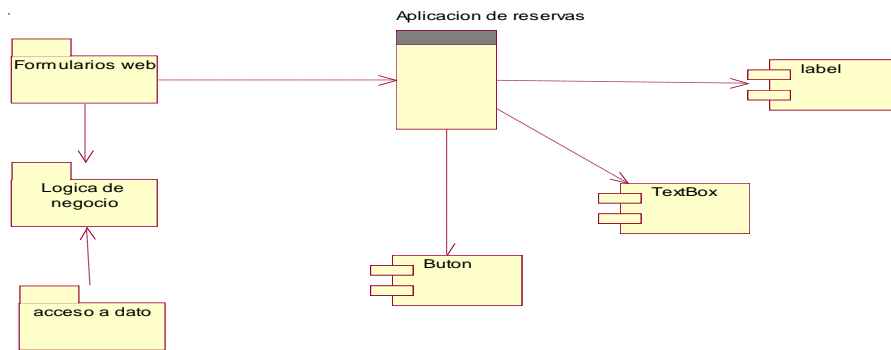 Aplicacion de reservas
Formularios web
label
Logica de
negocio
TextBox
Buton
acceso a dato